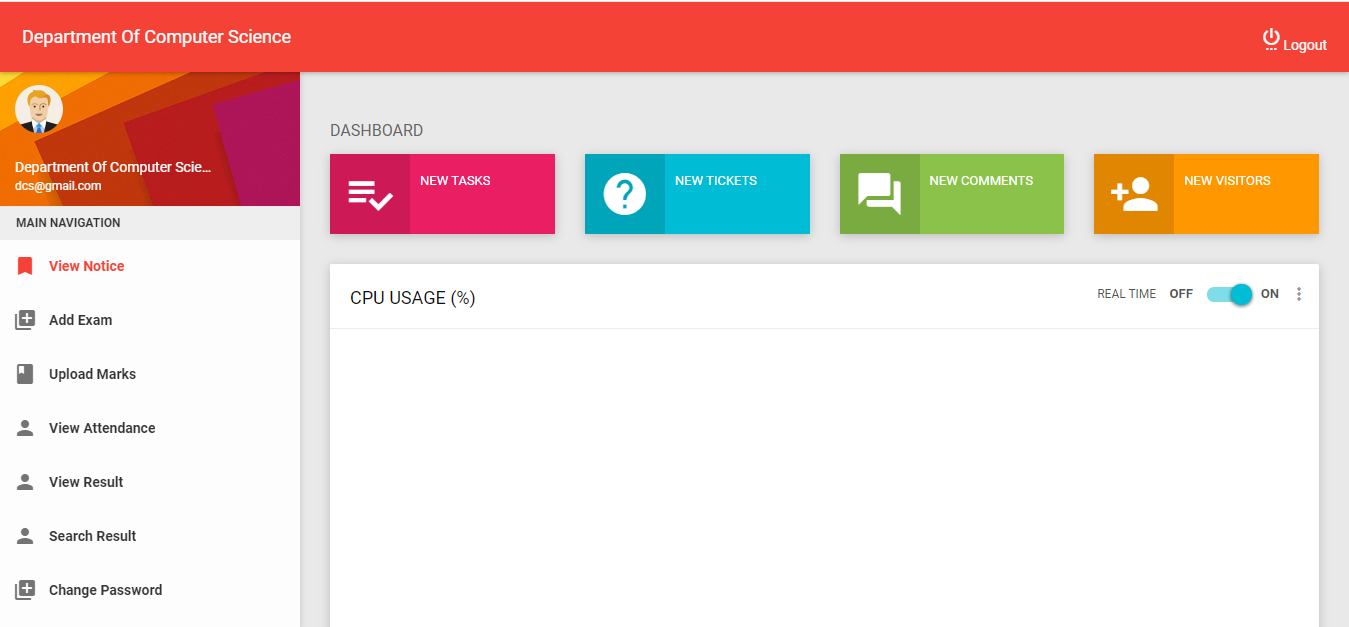 Department Of Computer Science
Logout
Department Of Computer Scie...
dcs@gmail.com
MAIN NAVIGATION
View Notice
Add Exam
Upload Marks
View Attendance
View Result
Search Result
Change Password
DASHBOARD
NEW TASKS
NEW TICKETS
NEW COMMENTS
NEW VISITORS
CPU USAGE (%)
REAL TIME OFF ON